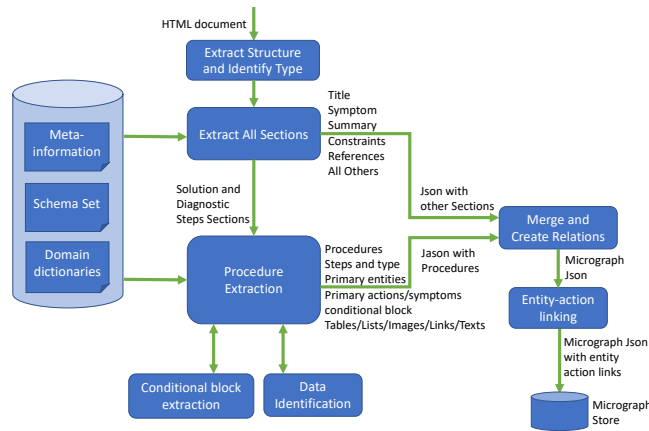 HTML document
Extract Structure
and Identify Type
Title
Symptom
Summary
Constraints
References
All Others
Meta-
information
Extract All Sections
Schema Set
Solution and
Diagnostic
Steps Sections
Json with
other Sections
Merge and
Create Relations
Domain
dictionaries
Procedure
Extraction
Procedures
Steps and type
Primary entities
Primary actions/symptoms
conditional block
Tables/Lists/Images/Links/Texts
Jason with
Procedures
Micrograph
Json
Entity-action
linking
Micrograph Json
with entity
action links
Conditional block
extraction
Data
Identification
Micrograph
Store